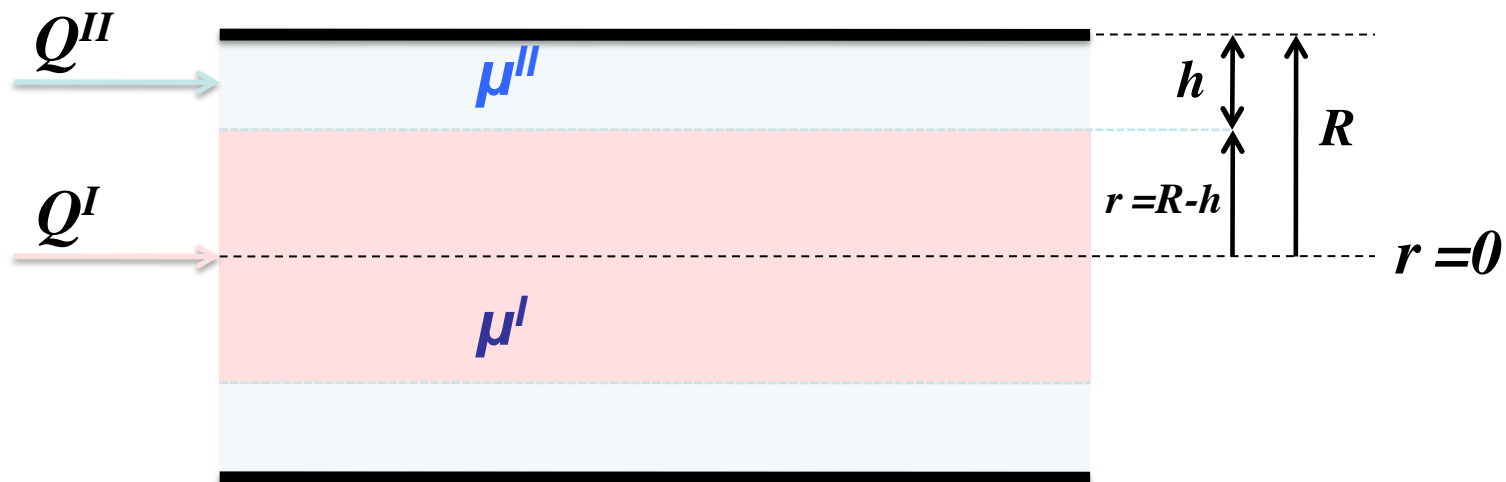 Q^II
μ^II
h
R
Q^I
r =R-h
r =0
μ^I